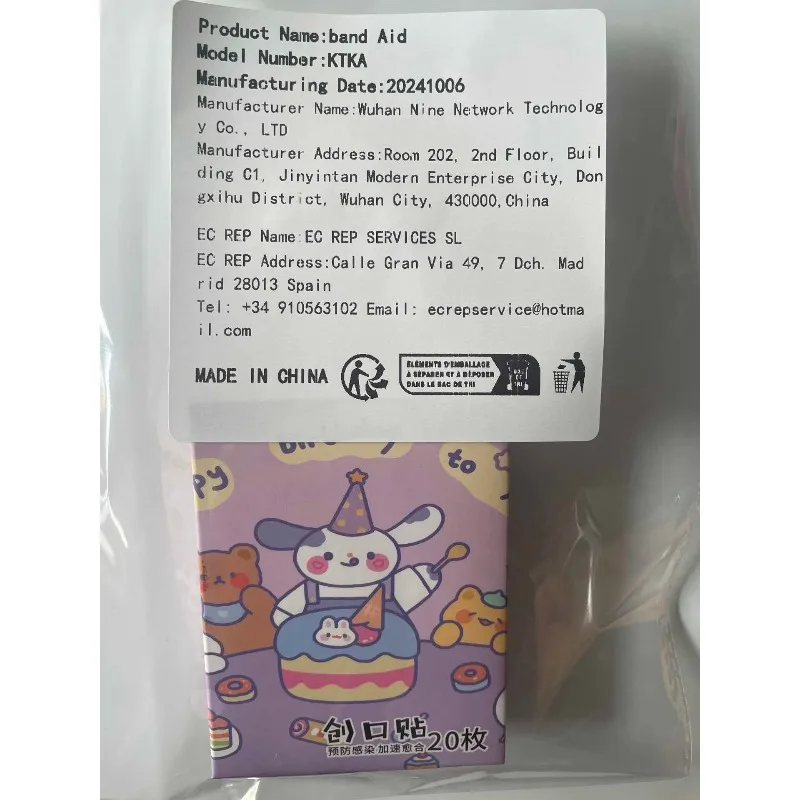 Product Name:band Aid
Model Number:KTKA
Manufacturing Date:20241006
Manufacturer Name:Wuhan Nine Network Technolog
y Co., LTD
Manufacturer Address:Room 202, 2nd Floor, Buil
ding C1, Jinyintan Modern Enterprise City, Don
gxihu District, Wuhan City, 430000,China
EC REP Name:EC REP SERVICES SL
EC REP Address:Calle Gran Via 49, 7 Dch. Mad
rid 28013 Spain
Tel: +34 910563102 Email: ecrepservice@hotma
il.com
MADE IN CHINA
ÉLÉMENTS D'EMBALLAGE
À SÉPARER ET À DÉPOSER
DANS LE BAC DE TRI
BAC
DE
TRI
to
创口贴
预防感染 加速愈合 20枚